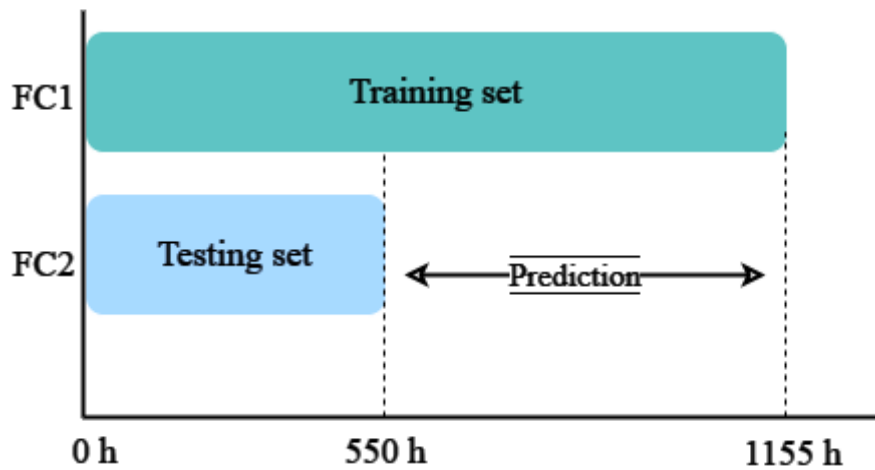 FC1
Training set
FC2
Testing set
Prediction
0 h
550 h
1155 h